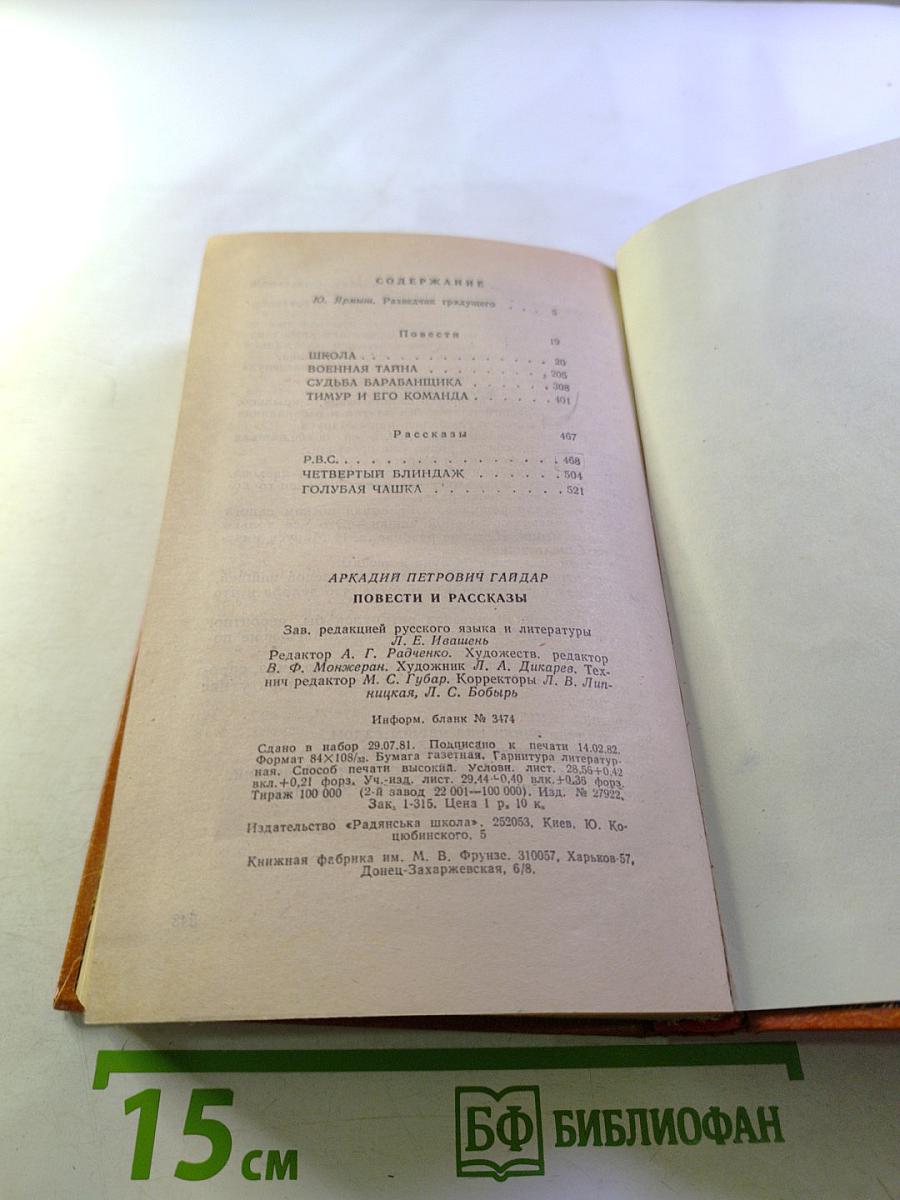 СОДЕРЖАНИЕ
Ю. Ярмыш. Разведчик грядущего . . . 5
Повести 19
ШКОЛА . . . . . . . . . . . . . 20
ВОЕННАЯ ТАЙНА . . . . . . . . 205
СУДЬБА БАРАБАНЩИКА . . . . . . 308
ТИМУР И ЕГО КОМАНДА . . . . . . 401
Рассказы 467
Р.В.С. . . . . . . . . . . . . . . 468
ЧЕТВЕРТЫЙ БЛИНДАЖ . . . . . . 504
ГОЛУБАЯ ЧАШКА . . . . . . . . . 521
АРКАДИЙ ПЕТРОВИЧ ГАЙДАР
ПОВЕСТИ И РАССКАЗЫ
Зав. редакцией русского языка и литературы
Л. Е. Ивашень
Редактор А. Г. Радченко. Художеств. редактор
В. Ф. Монжеран. Художник Л. А. Дикарев. Тех-
нич редактор М. С. Губар. Корректоры Л. В. Лип-
ницкая, Л. С. Бобырь
Информ. бланк № 3474
Сдано в набор 29.07.81. Подписано к печати 14.02.82.
Формат 84×108/32. Бумага газетная. Гарнитура литератур-
ная. Способ печати высокий. Условн. лист. 28,56+0,42
вкл.+0,21 форз. Уч.-изд. лист. 29,44+0,40 влк.+0,36 форз.
Тираж 100 000 (2-й завод 22 001—100 000). Изд. № 27922.
Зак. 1-315. Цена 1 р. 10 к.
Издательство «Радянська школа». 252053, Киев, Ю. Ко-
цюбинского, 5
Книжная фабрика им. М. В. Фрунзе. 310057, Харьков-57,
Донец-Захаржевская, 6/8.
15 см
БФ БИБЛИОФАН